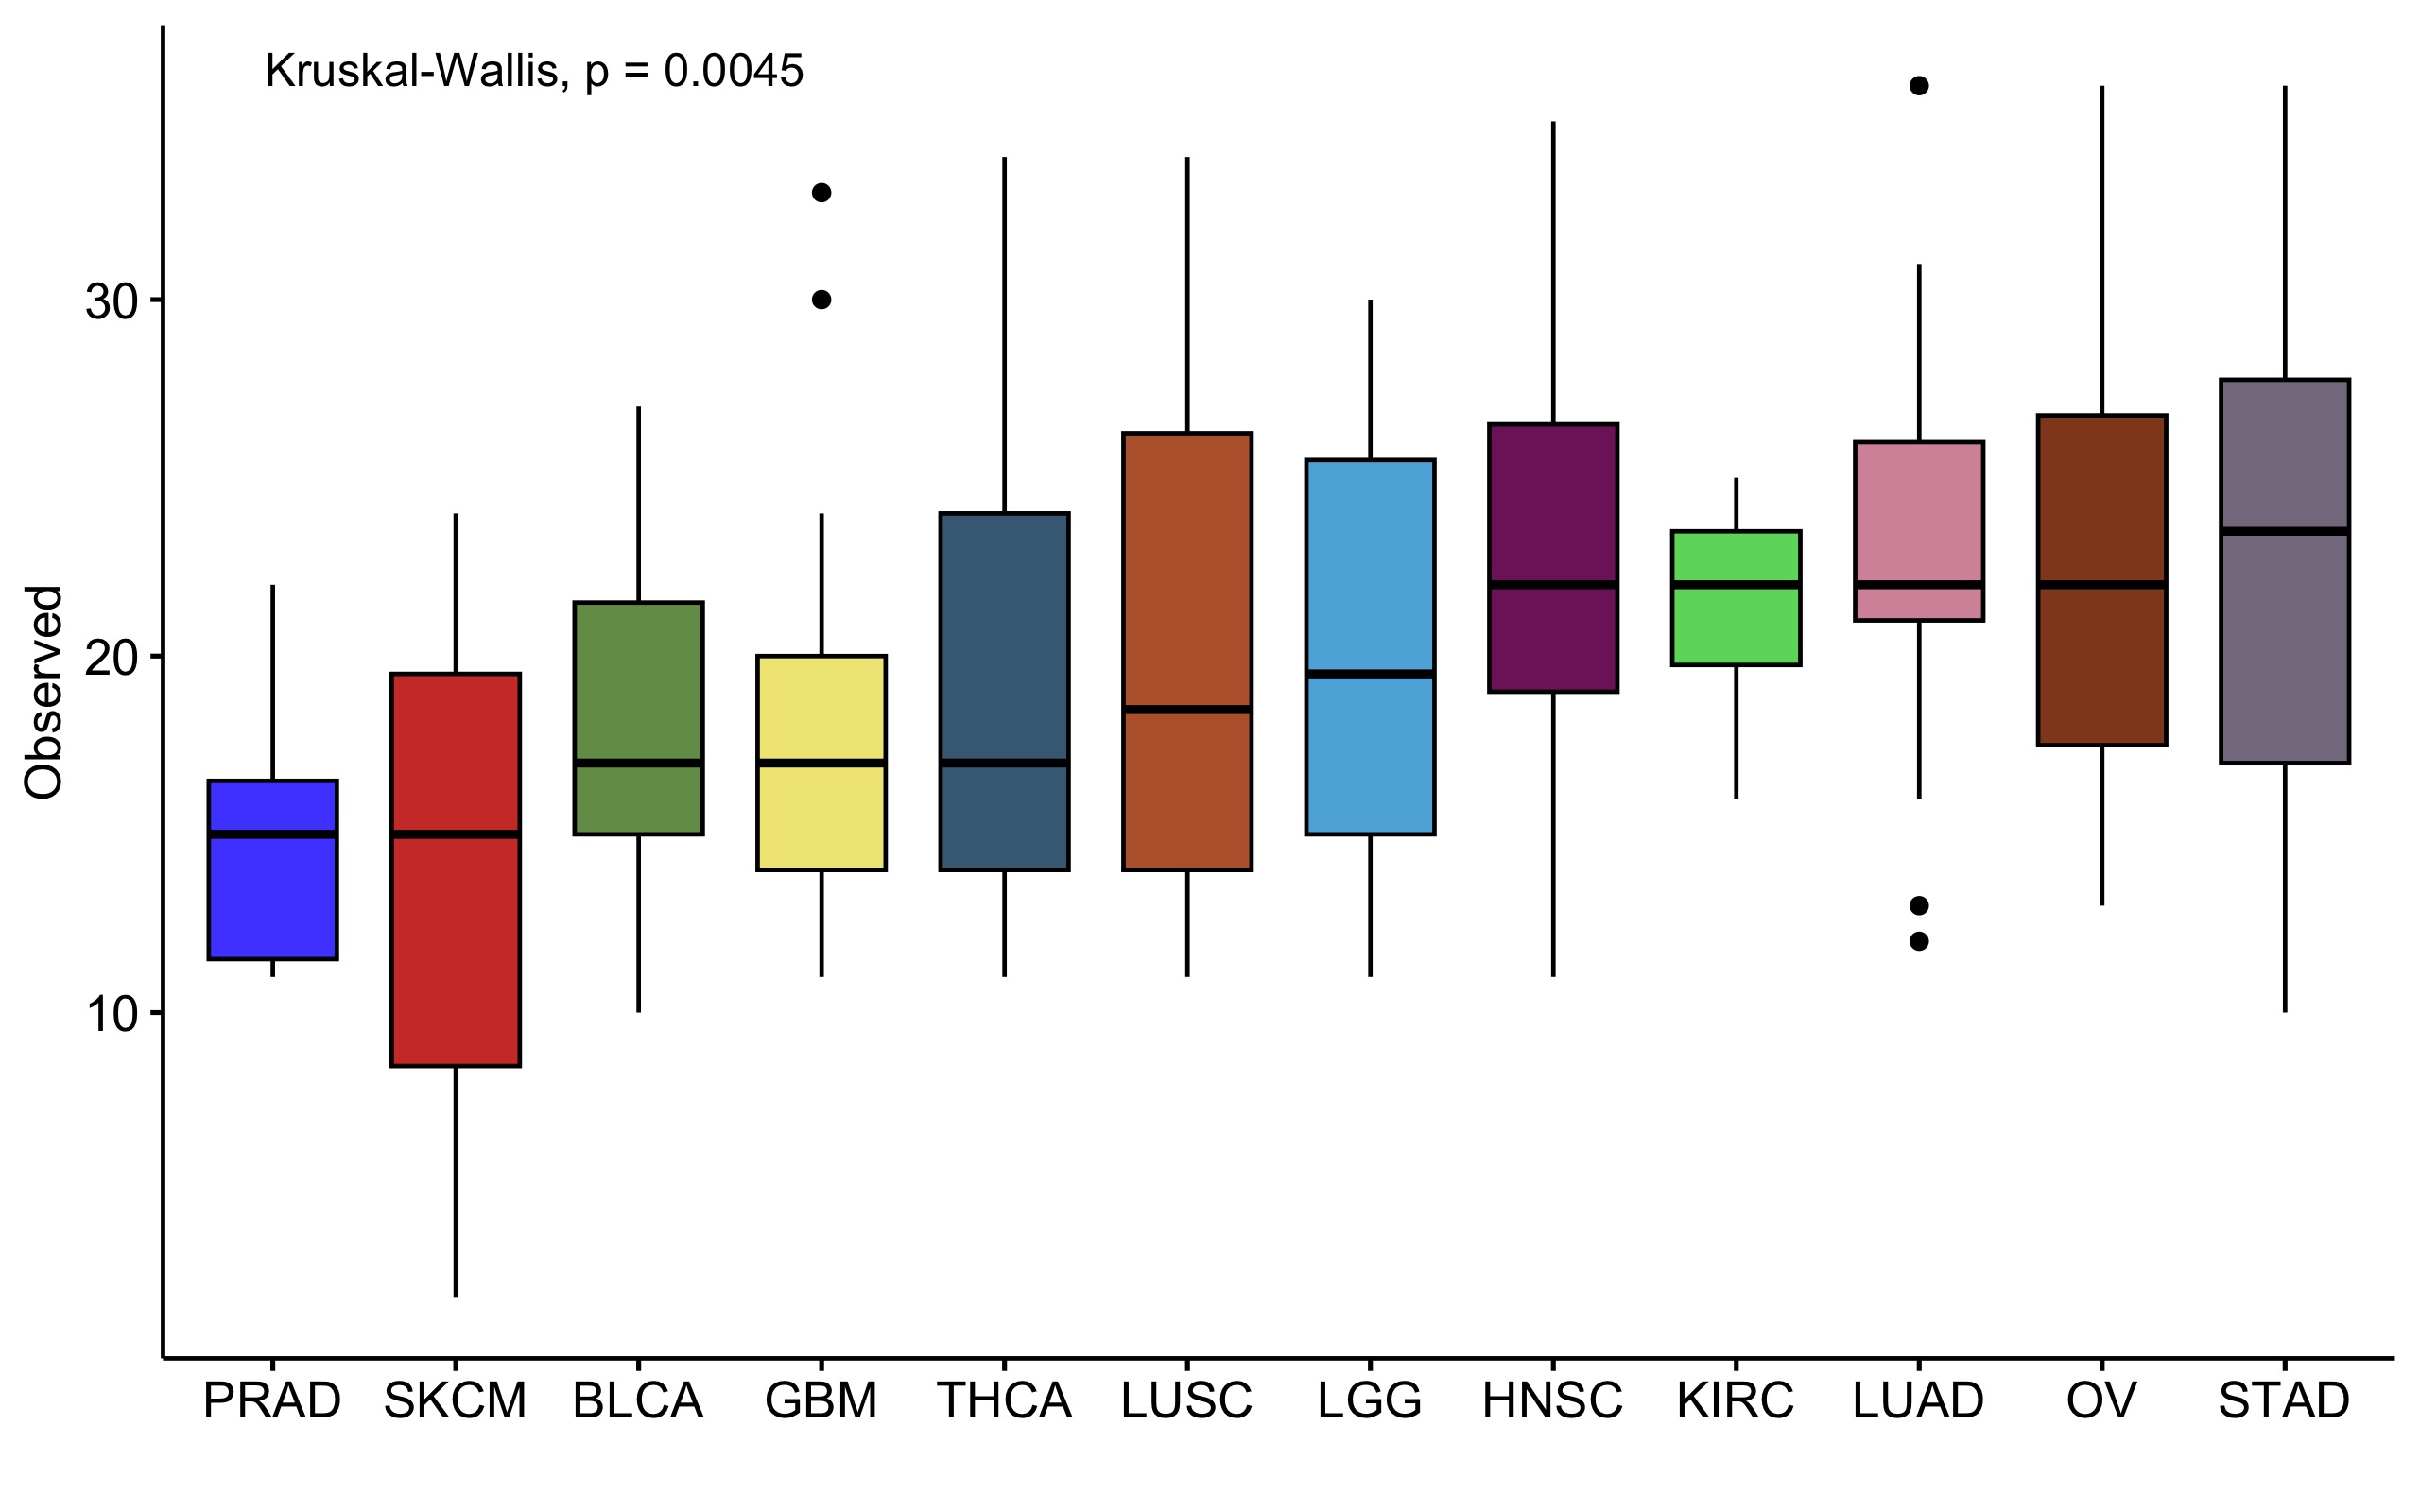 Kruskal-Wallis, p = 0.0045
Observed
30
20
10
PRAD SKCM BLCA GBM THCA LUSC LGG HNSC KIRC LUAD OV STAD